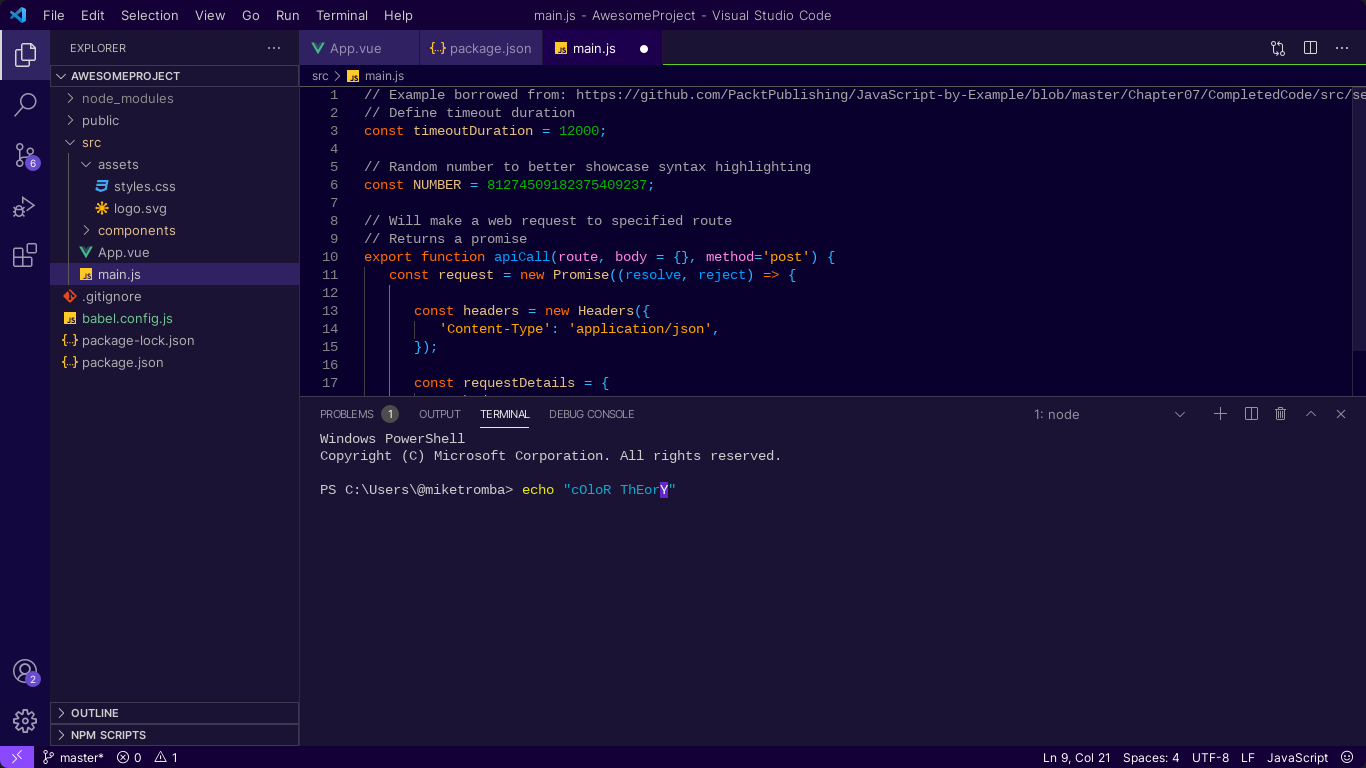 File Edit Selection View Go Run Terminal Help
main.js - AwesomeProject - Visual Studio Code
EXPLORER
AWESOMEPROJECT
node_modules
public
src
assets
styles.css
logo.svg
components
App.vue
main.js
.gitignore
babel.config.js
package-lock.json
package.json
OUTLINE
NPM SCRIPTS
6
2
App.vue {..} package.json JS main.js
src JS main.js
1 // Example borrowed from: https://github.com/PacktPublishing/JavaScript-by-Example/blob/master/Chapter07/CompletedCode/src/se
2 // Define timeout duration
3 const timeoutDuration = 12000;
4
5 // Random number to better showcase syntax highlighting
6 const NUMBER = 81274509182375409237;
7
8 // Will make a web request to specified route
9 // Returns a promise
10 export function apiCall(route, body = {}, method='post') {
11 const request = new Promise((resolve, reject) => {
12
13 const headers = new Headers({
14 'Content-Type': 'application/json',
15 });
16
17 const requestDetails = {
PROBLEMS 1 OUTPUT TERMINAL DEBUG CONSOLE 1: node
Windows PowerShell
Copyright (C) Microsoft Corporation. All rights reserved.
PS C:\Users\@miketromba> echo "cOloR ThEorY"
master* 0 1 Ln 9, Col 21 Spaces: 4 UTF-8 LF JavaScript